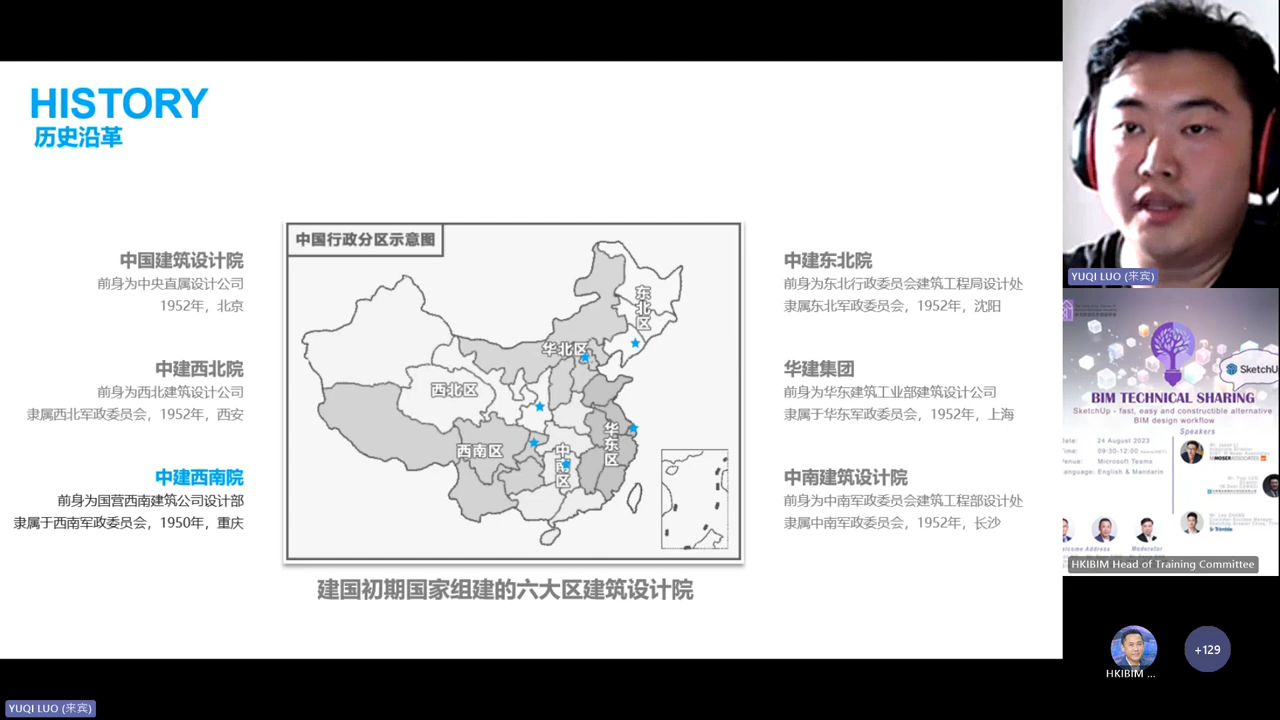 HISTORY
历史沿革
中国建筑设计院
前身为中央直属设计公司
1952年，北京
中建西北院
前身为西北建筑设计公司
隶属西北军政委员会，1952年，西安
中建西南院
前身为国营西南建筑公司设计部
隶属于西南军政委员会，1950年，重庆
中国行政分区示意图
东北区
华北区
西北区
西南区
中南区
华东区
中建东北院
前身为东北行政委员会建筑工程局设计处
隶属东北军政委员会，1952年，沈阳
华建集团
前身为华东建筑工业部建筑设计公司
隶属于华东军政委员会，1952年，上海
中南建筑设计院
前身为中南军政委员会建筑工程部设计处
隶属中南军政委员会，1952年，长沙
建国初期国家组建的六大区建筑设计院
YUQI LUO (来宾)
YUQI LUO (来宾)
SketchU
BIM TECHNICAL SHARING
SketchUp - fast, easy and constructible alternative
BIM design workflow
Speakers
ate: 24 August 2023
ime: 09:30-12:00
enue: Microsoft Teams
anguage: English & Mandarin
lcome Address
Moderator
HKIBIM Head of Training Committee
HKIBIM ...
+129